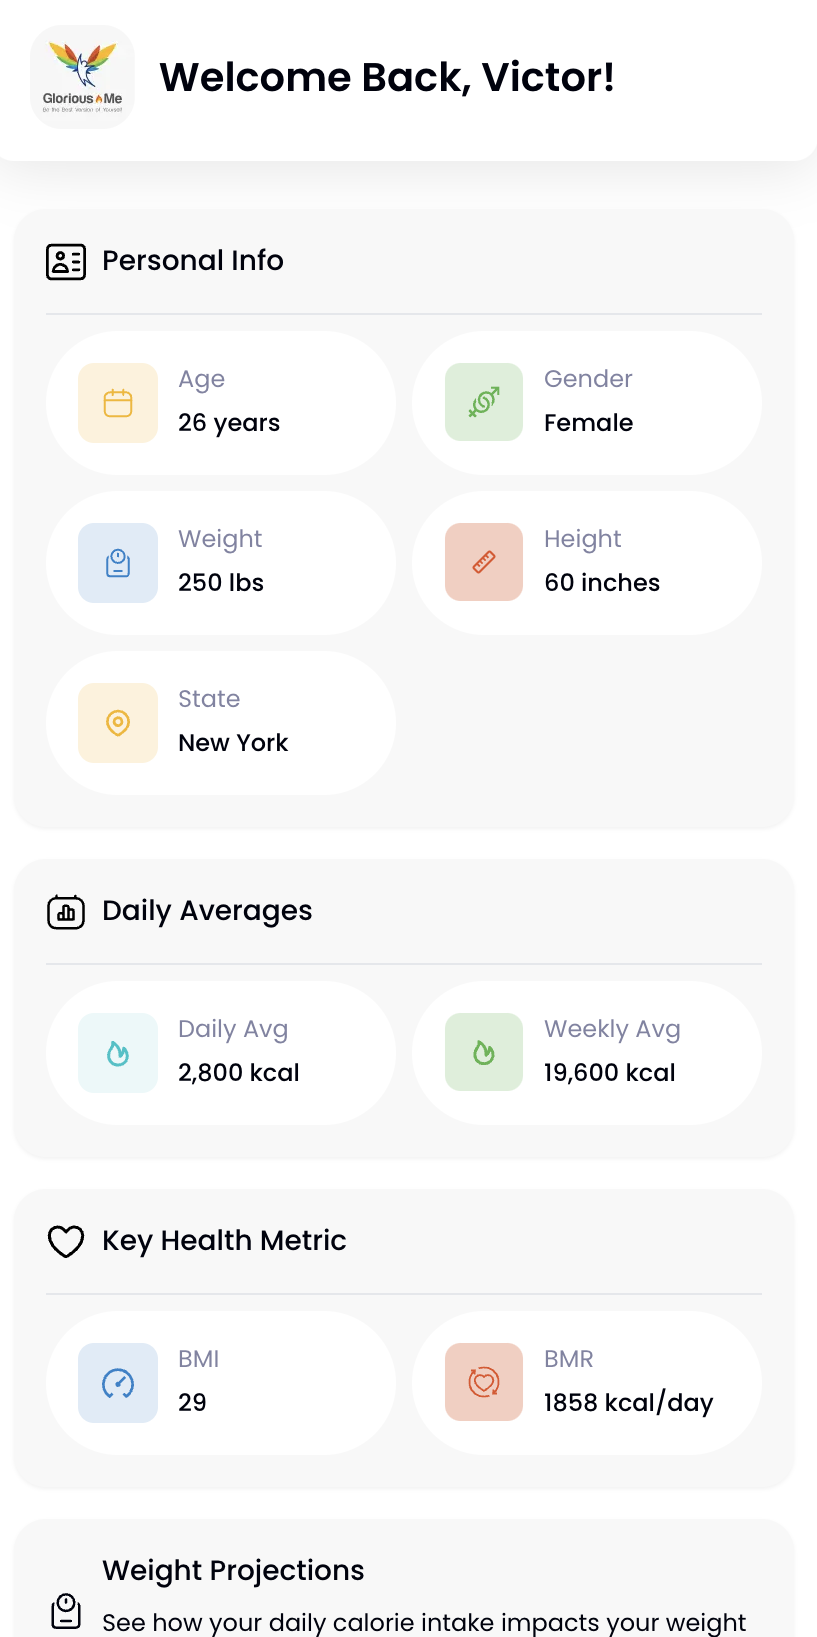 Glorious Me
Be the Best Version of Yourself
Welcome Back, Victor!
Personal Info
Age
26 years
Gender
Female
Weight
250 lbs
Height
60 inches
State
New York
Daily Averages
Daily Avg
2,800 kcal
Weekly Avg
19,600 kcal
Key Health Metric
BMI
29
BMR
1858 kcal/day
Weight Projections
See how your daily calorie intake impacts your weight